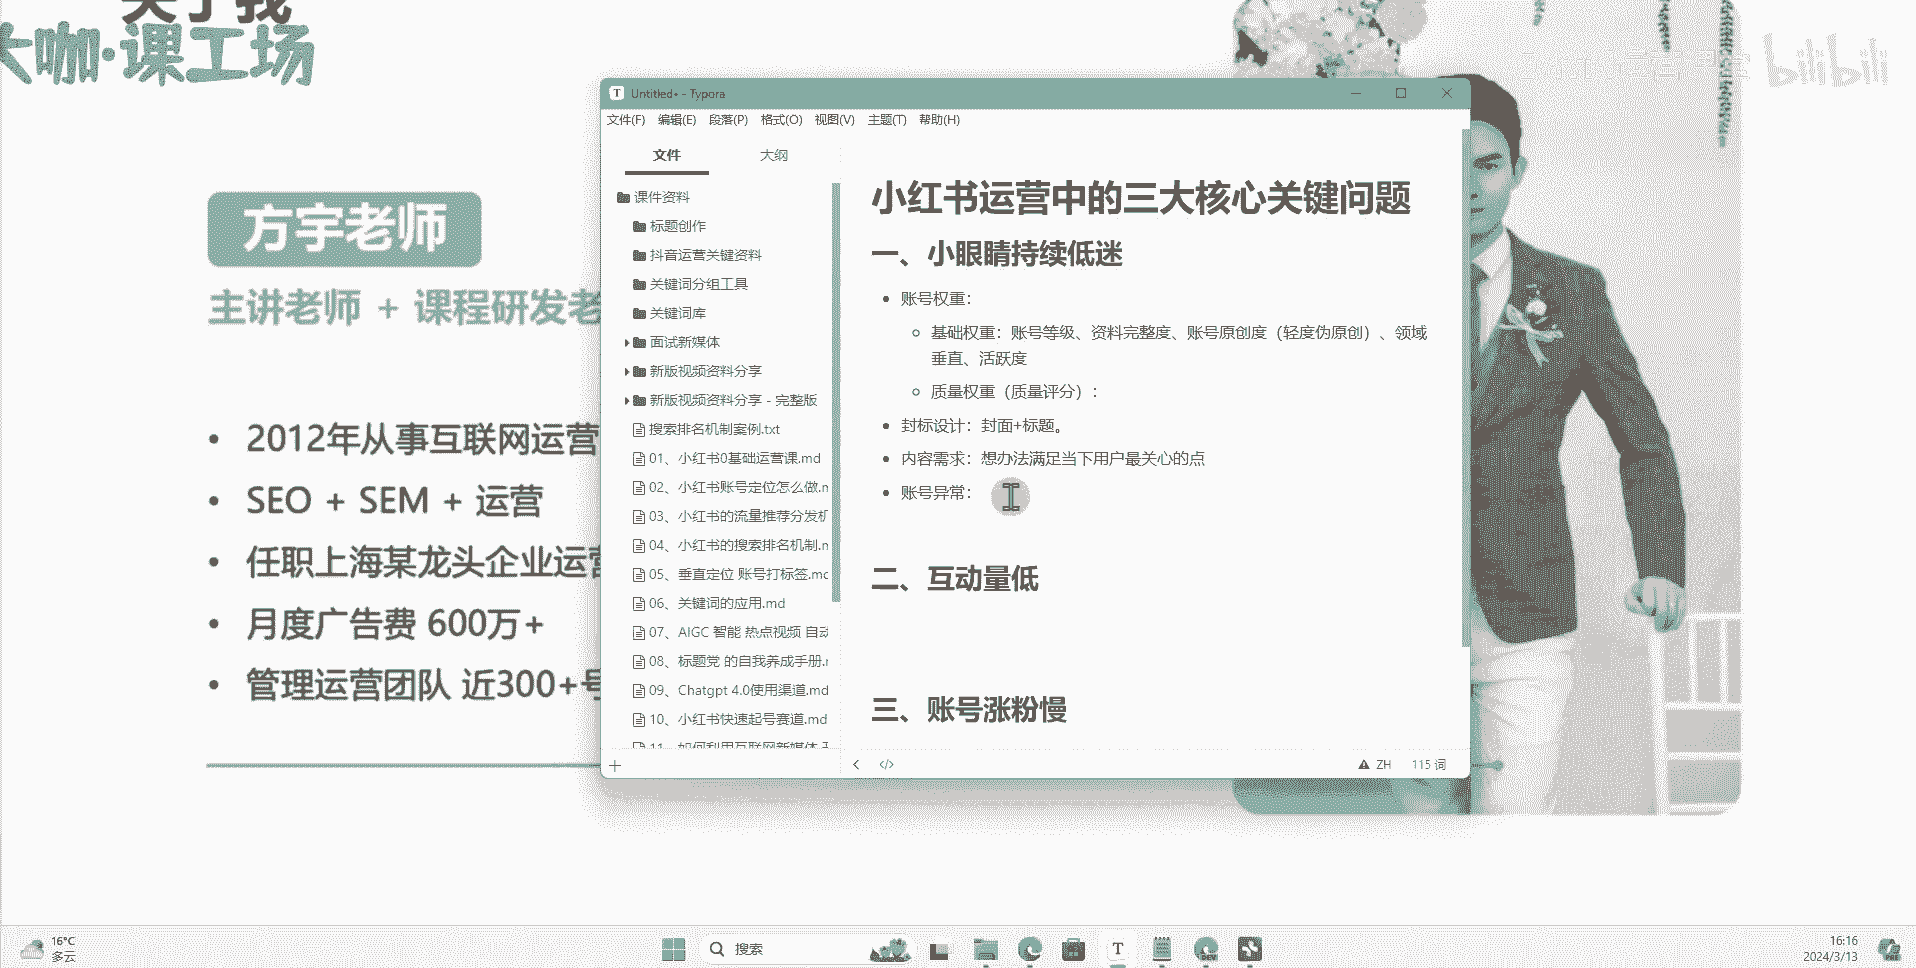 关于我
大咖·课工场
bilibili
方宇老师
主讲老师 + 课程研发老
• 2012年从事互联网运营
• SEO + SEM + 运营
• 任职上海某龙头企业运营
• 月度广告费 600万+
• 管理运营团队 近300+号
Untitled• - Typora
文件(F) 编辑(E) 段落(P) 格式(O) 视图(V) 主题(T) 帮助(H)
文件 大纲
课件资料
标题创作
抖音运营关键资料
关键词分组工具
关键词库
面试新媒体
新版视频资料分享
新版视频资料分享 - 完整版
搜索排名机制案例.txt
01、小红书0基础运营课.md
02、小红书账号定位怎么做.m
03、小红书的流量推荐分发机
04、小红书的搜索排名机制.m
05、垂直定位 账号打标签.md
06、关键词的应用.md
07、AIGC 智能 热点视频 自动
08、标题党 的自我养成手册.m
09、Chatgpt 4.0使用渠道.md
10、小红书快速起号赛道.md
11、如何利用互联网新媒体
小红书运营中的三大核心关键问题
一、小眼睛持续低迷
• 账号权重：
基础权重：账号等级、资料完整度、账号原创度（轻度伪原创）、领域
垂直、活跃度
质量权重（质量评分）：
• 封标设计：封面+标题。
• 内容需求：想办法满足当下用户最关心的点
• 账号异常：
二、互动量低
三、账号涨粉慢
ZH 115 词
16°C
多云
搜索
16:16
2024/3/13